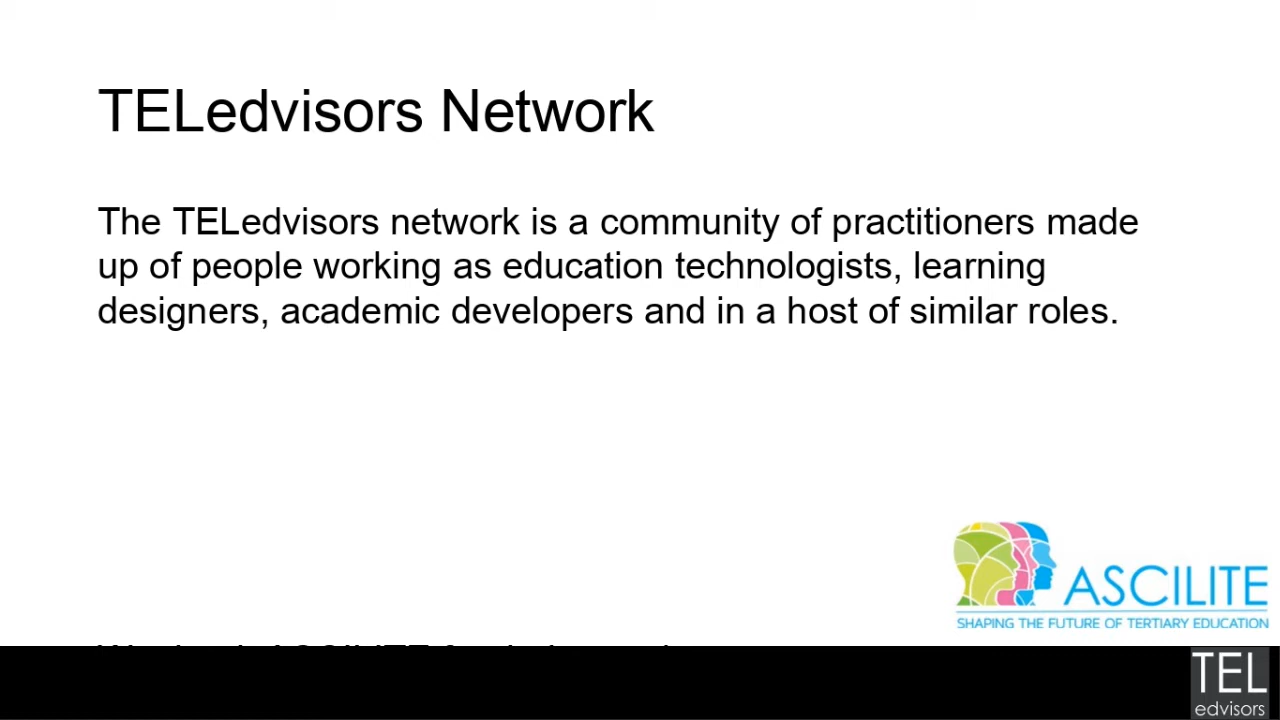 TELedvisors Network
The TELedvisors network is a community of practitioners made
up of people working as education technologists, learning
designers, academic developers and in a host of similar roles.
ASCILITE
SHAPING THE FUTURE OF TERTIARY EDUCATION
TEL
edvisors